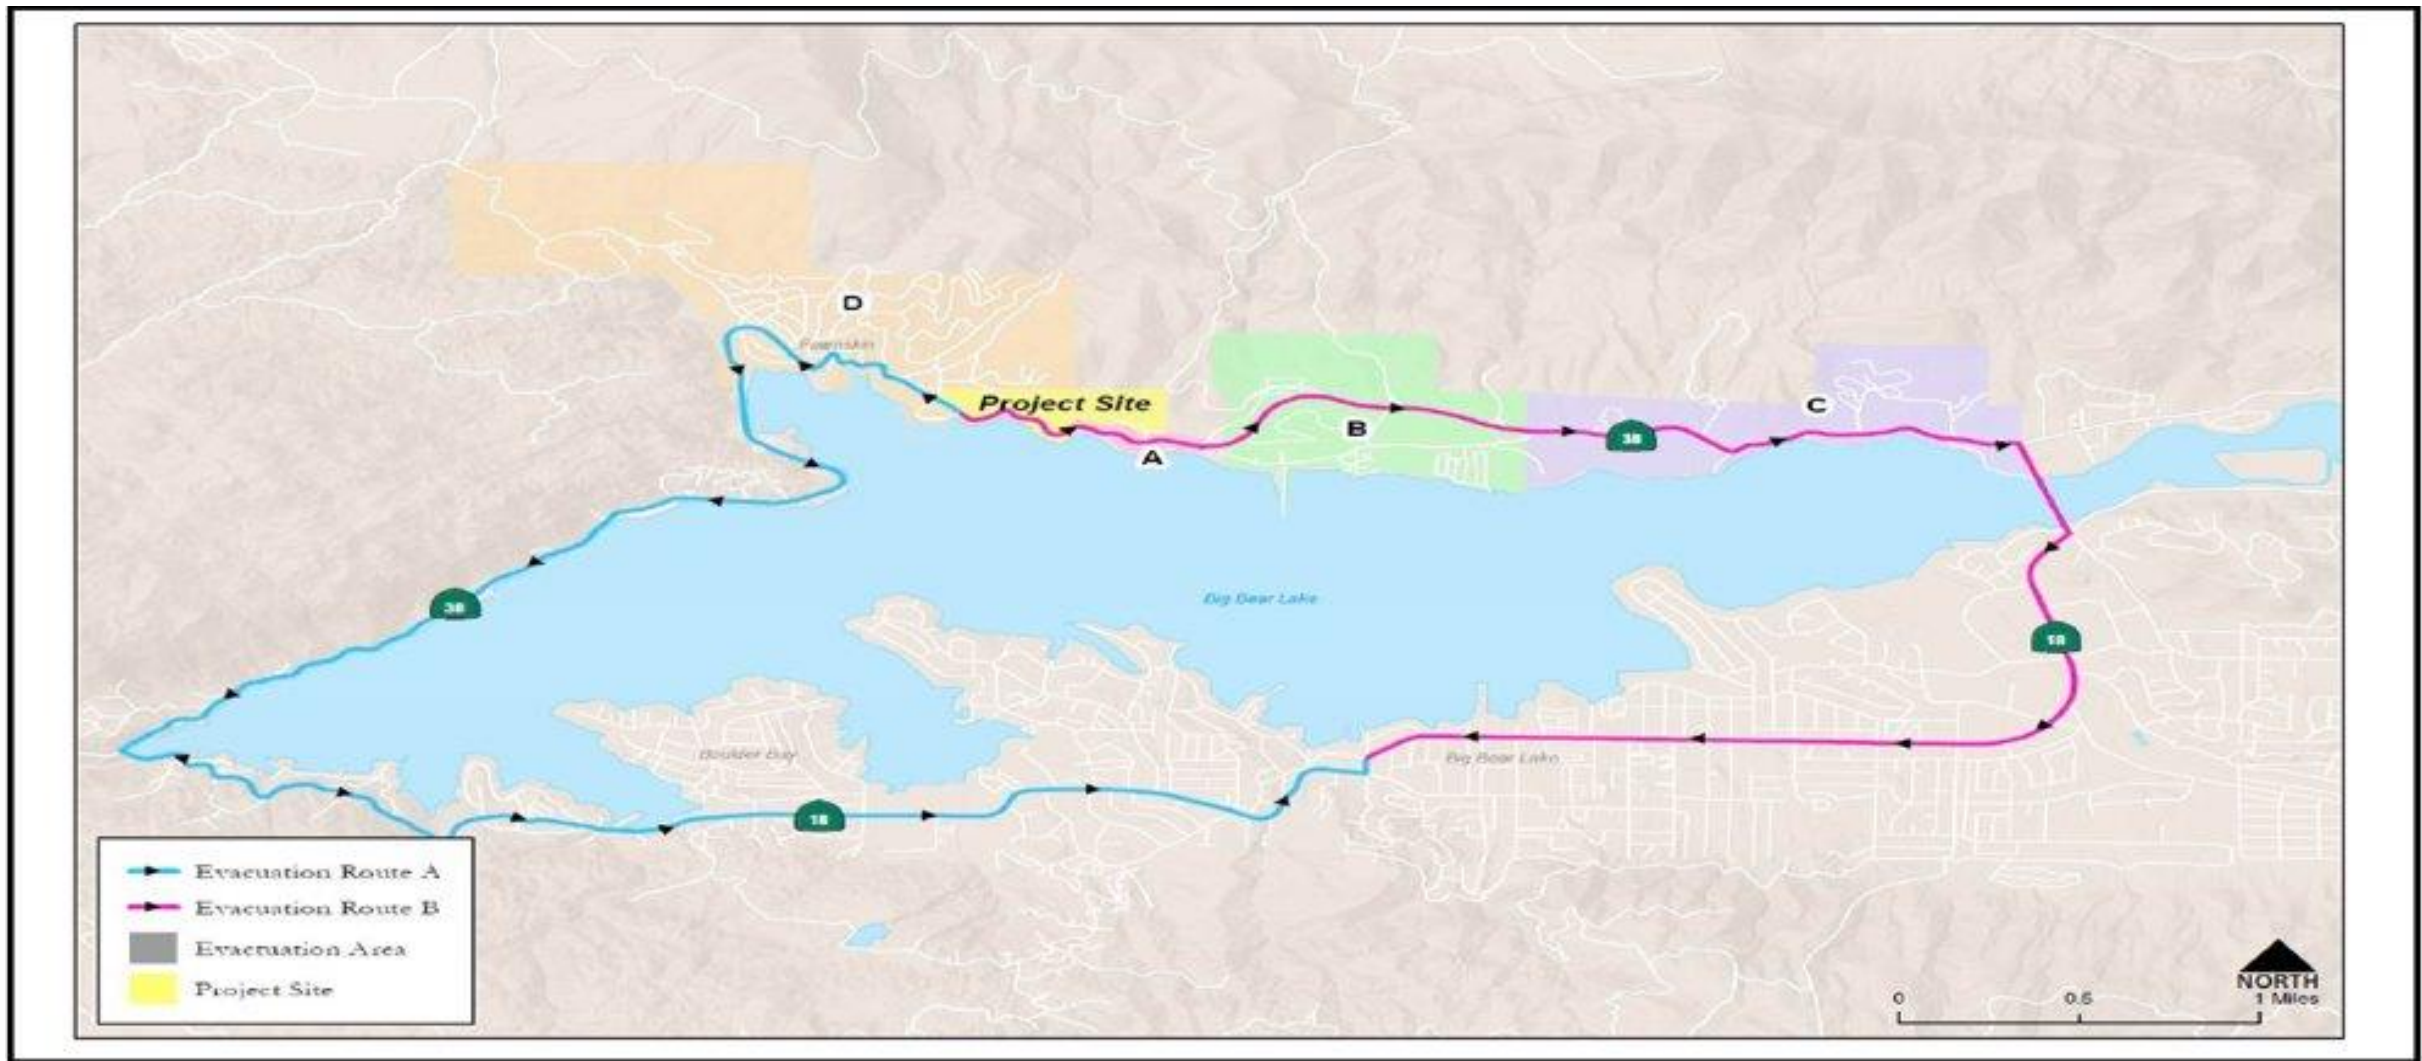 D
Fawnskin
Project Site
C
B
38
A
Big Bear Lake
38
18
Boulder Bay
Big Bear Lake
18
Evacuation Route A
Evacuation Route B
Evactuation Area
Project Site
NORTH
0 0.5 1 Miles